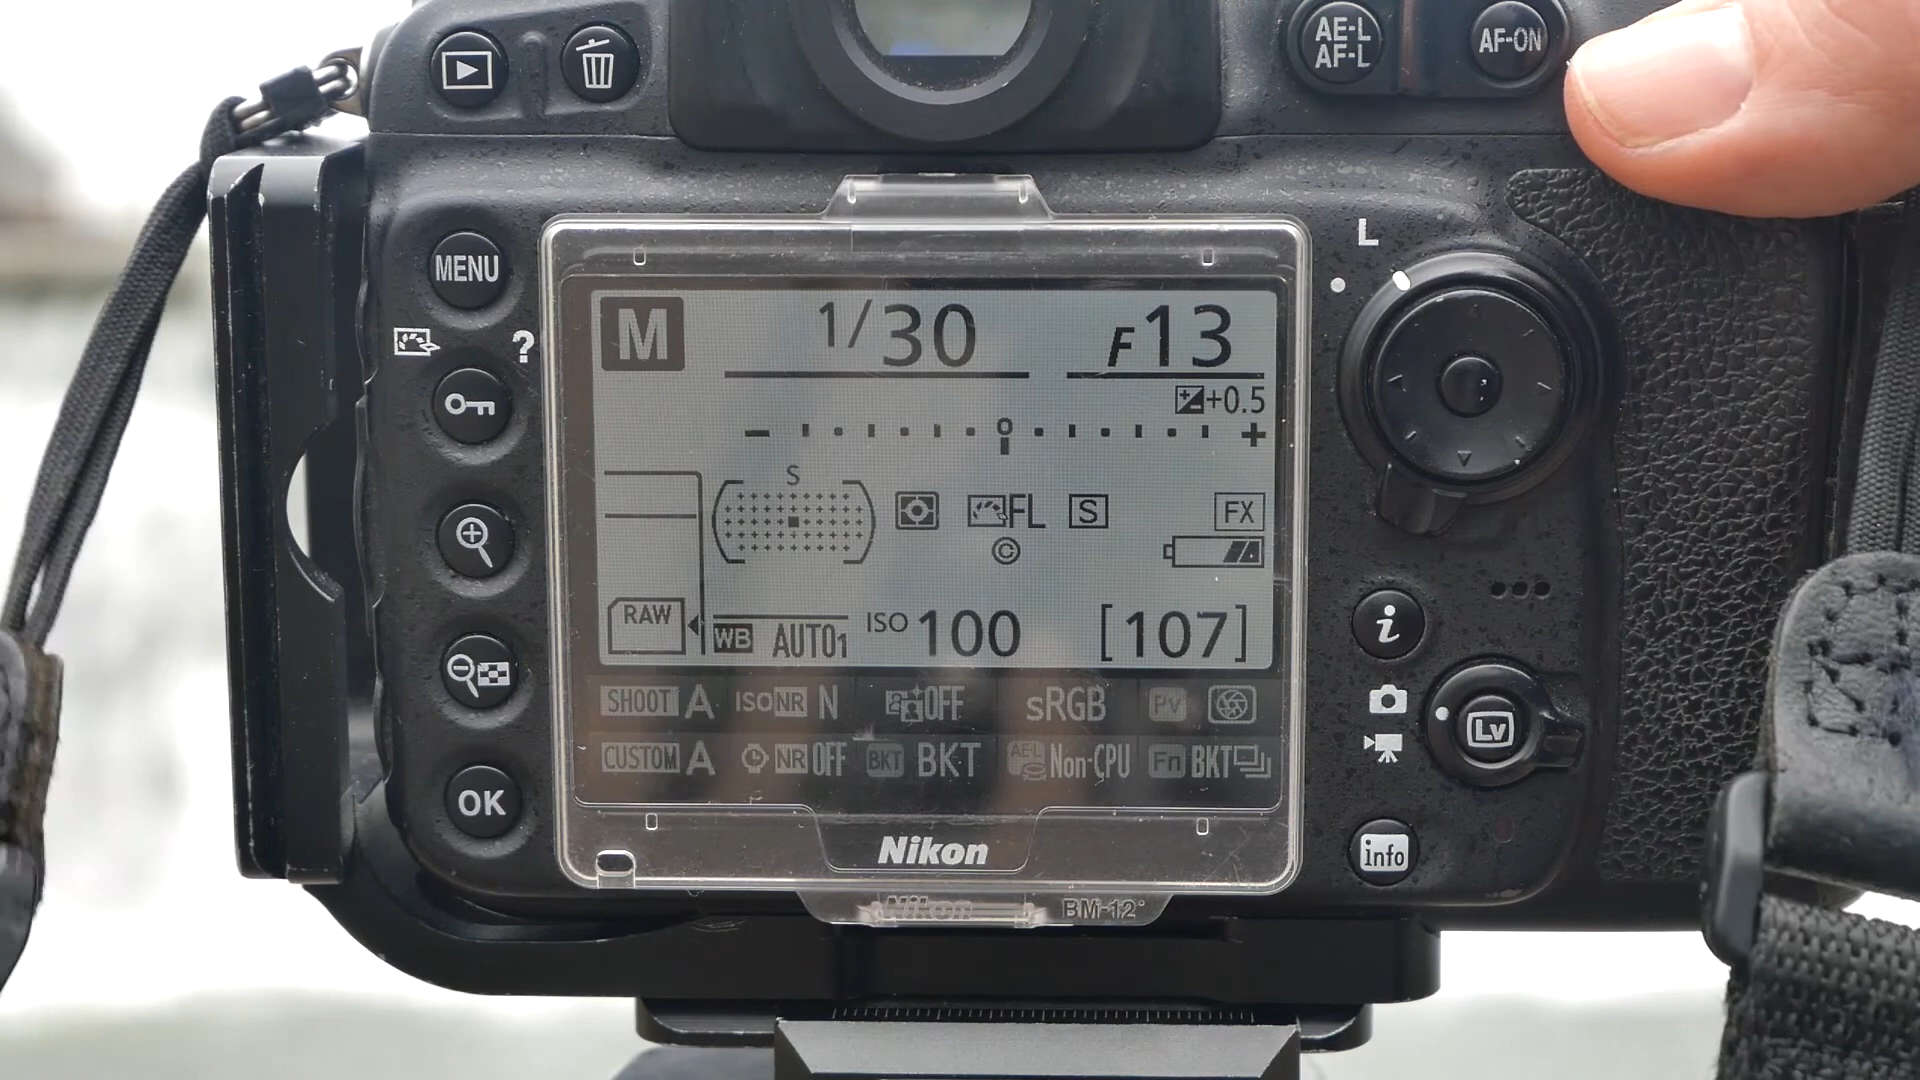 AE-L
AF-L
AF-ON
MENU
L
?
M 1/30 F13
+0.5
- 0 +
S
FL S FX
©
RAW WB AUTO1 ISO 100 [107]
SHOOT A ISO NR N OFF sRGB Pv
CUSTOM A NR OFF BKT BKT AE-L Non-CPU Fn BKT
i
Lv
OK
Nikon
info
Nikon BM-12